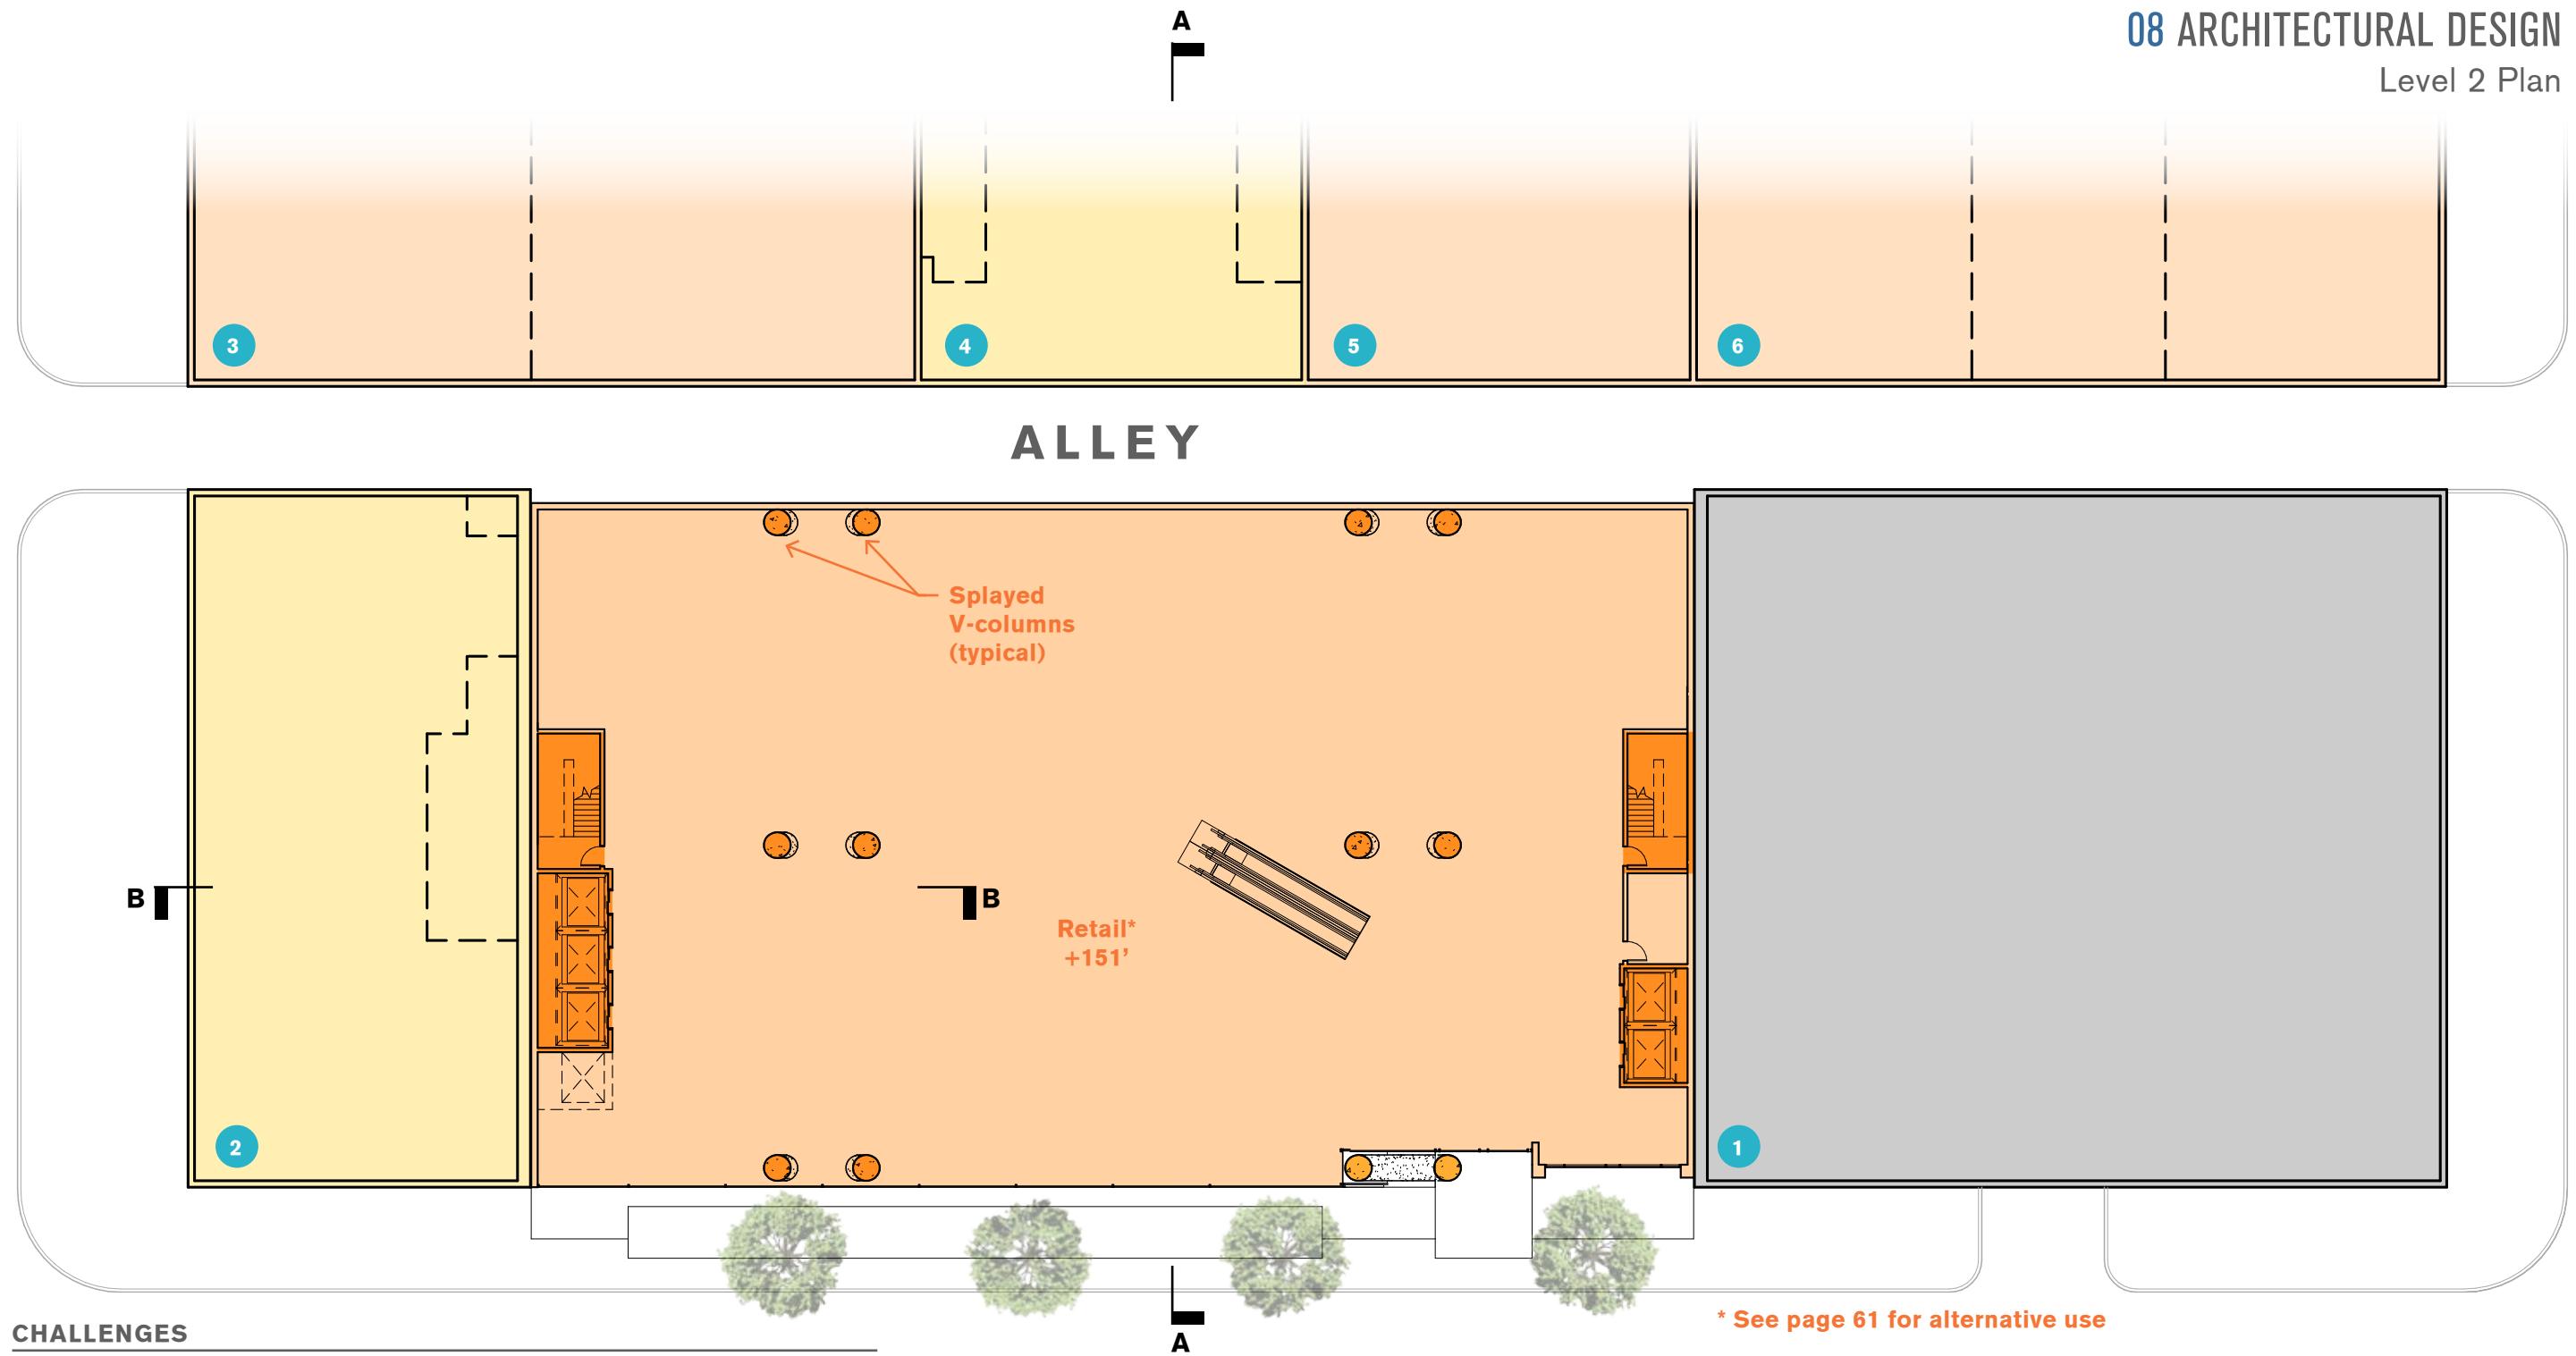 A
08 ARCHITECTURAL DESIGN
Level 2 Plan
3
4
5
6
ALLEY
Splayed
V-columns
(typical)
B
B
Retail*
+151’
2
1
* See page 61 for alternative use
CHALLENGES
A